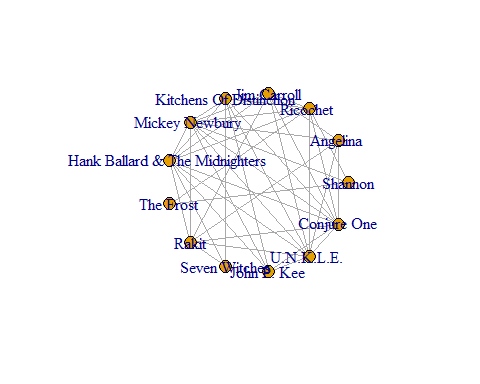 Jim Carroll
Kitchens Of Distinction
Ricochet
Mickey Newbury
Angelina
Hank Ballard & The Midnighters
Shannon
The Frost
Conjure One
Rakit
U.N.K.L.E.
Seven Witches
John P. Kee